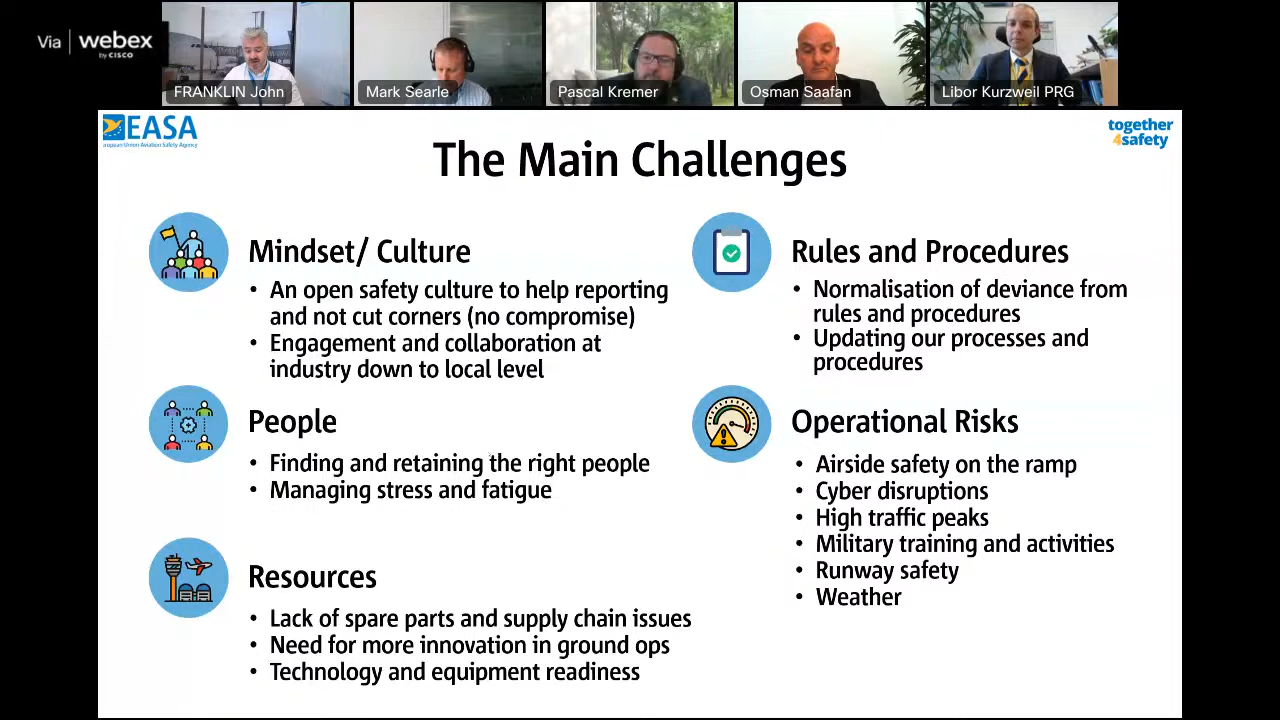 Via webex
by CISCO
FRANKLIN John
Mark Searle
Pascal Kremer
Osman Saafan
Libor Kurzweil PRG
EASA
European Union Aviation Safety Agency
together
4safety
The Main Challenges
Mindset/ Culture
• An open safety culture to help reporting
and not cut corners (no compromise)
• Engagement and collaboration at
industry down to local level
People
• Finding and retaining the right people
• Managing stress and fatigue
Resources
• Lack of spare parts and supply chain issues
• Need for more innovation in ground ops
• Technology and equipment readiness
Rules and Procedures
• Normalisation of deviance from
rules and procedures
• Updating our processes and
procedures
Operational Risks
• Airside safety on the ramp
• Cyber disruptions
• High traffic peaks
• Military training and activities
• Runway safety
• Weather